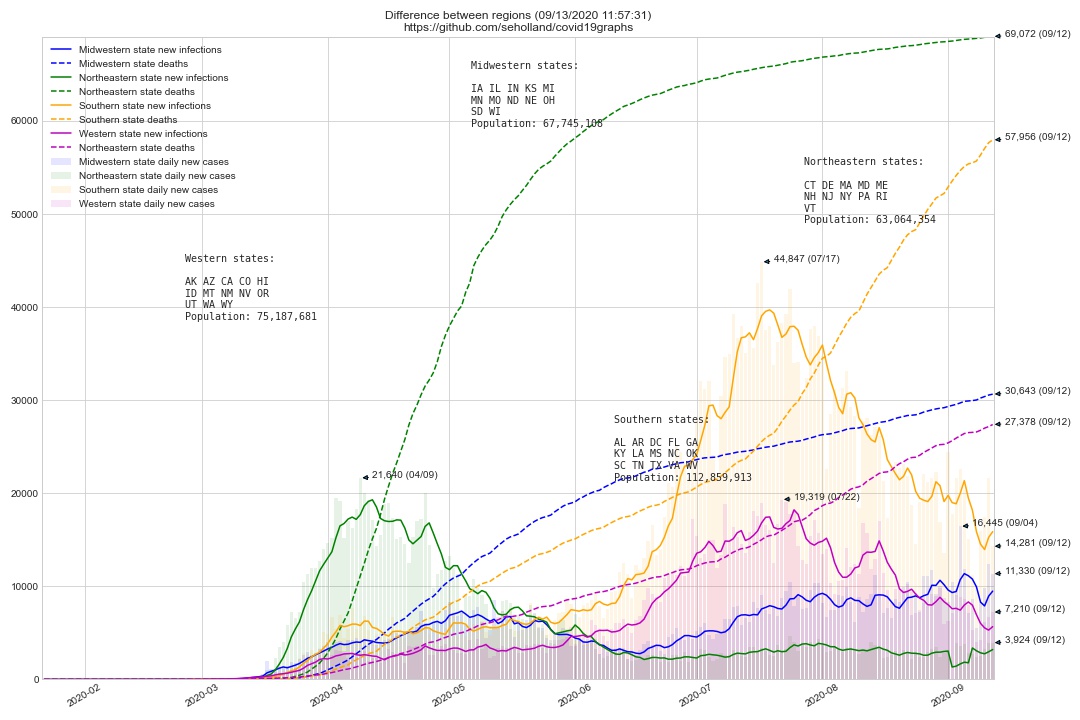 Difference between regions (09/13/2020 11:57:31)
https://github.com/seholland/covid19graphs
Midwestern state new infections
Midwestern state deaths
Northeastern state new infections
Northeastern state deaths
Southern state new infections
Southern state deaths
Western state new infections
Northeastern state deaths
Midwestern state daily new cases
Northeastern state daily new cases
Southern state daily new cases
Western state daily new cases
Midwestern states:
IA IL IN KS MI
MN MO ND NE OH
SD WI
Population: 67,745,108
Northeastern states:
CT DE MA MD ME
NH NJ NY PA RI
VT
Population: 63,064,354
Western states:
AK AZ CA CO HI
ID MT NM NV OR
UT WA WY
Population: 75,187,681
Southern states:
AL AR DC FL GA
KY LA MS NC OK
SC TN TX VA WV
Population: 112,859,913
69,072 (09/12)
57,956 (09/12)
44,847 (07/17)
30,643 (09/12)
27,378 (09/12)
21,640 (04/09)
19,319 (07/22)
16,445 (09/04)
14,281 (09/12)
11,330 (09/12)
7,210 (09/12)
3,924 (09/12)
60000
50000
40000
30000
20000
10000
0
2020-02
2020-03
2020-04
2020-05
2020-06
2020-07
2020-08
2020-09